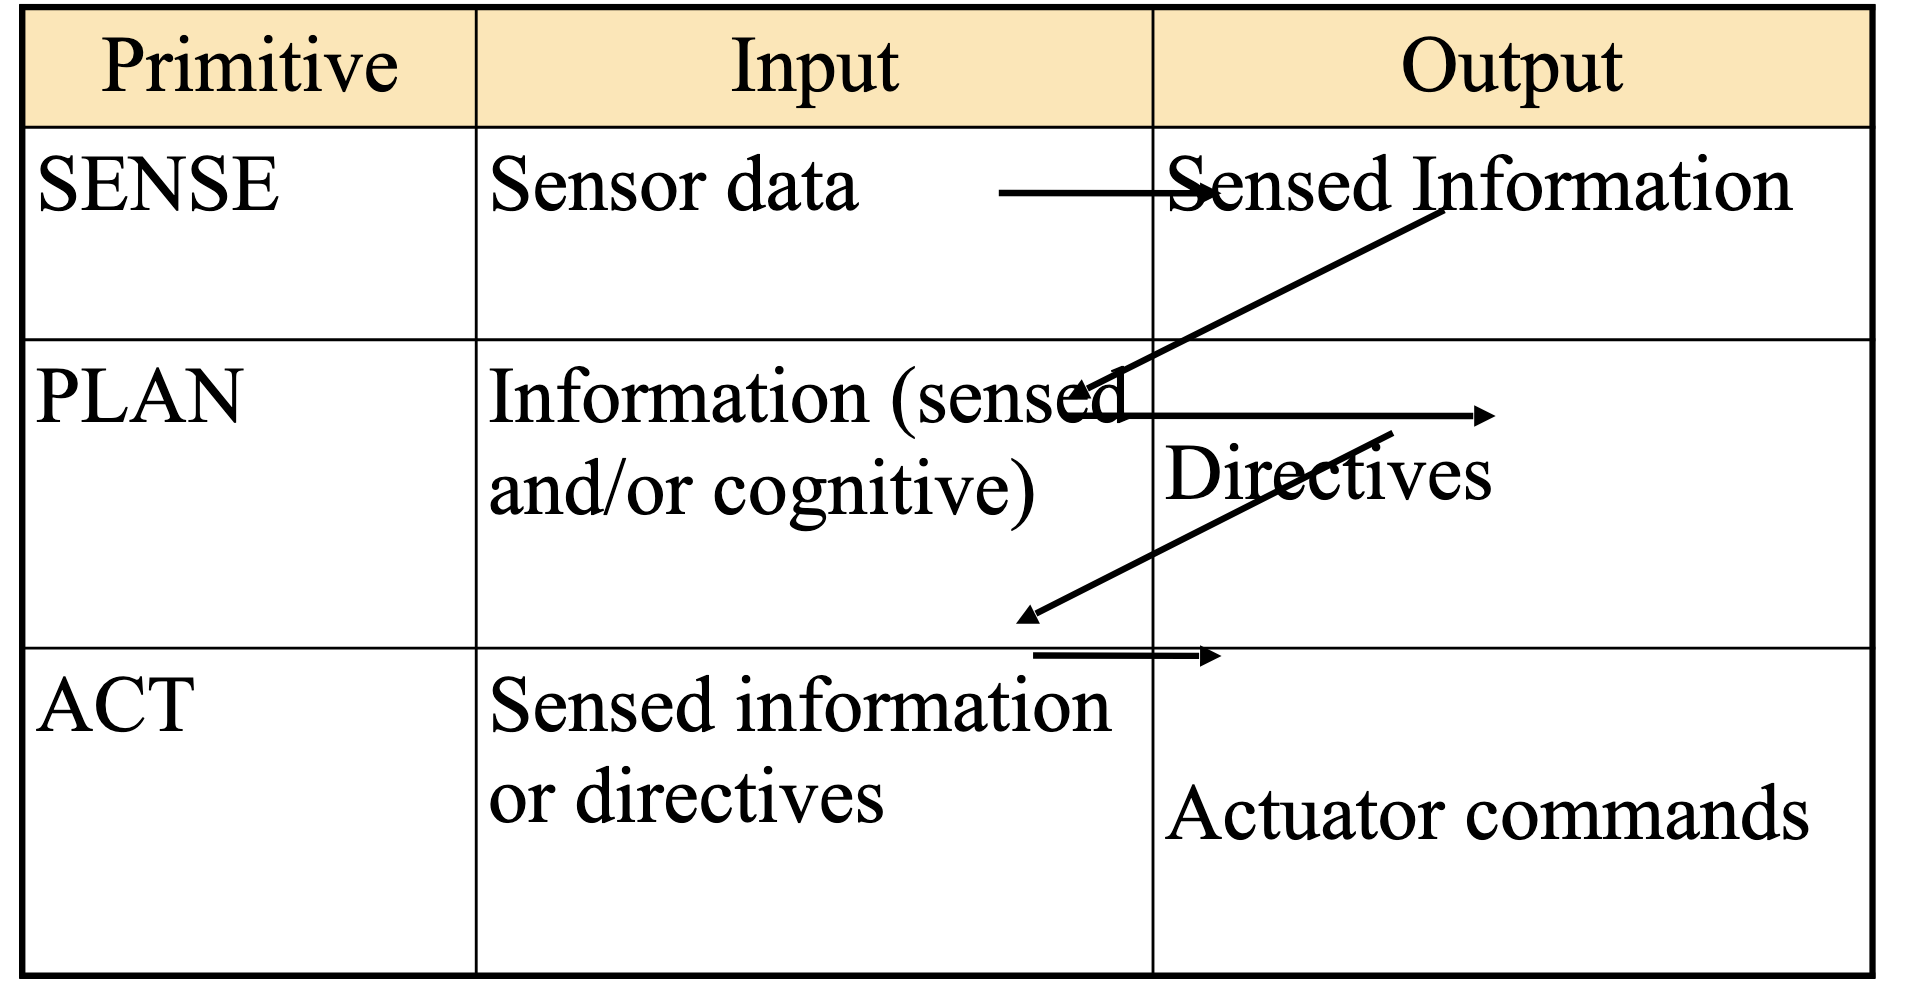 Primitive Input Output
SENSE Sensor data Sensed Information
PLAN Information (sensed
and/or cognitive) Directives
ACT Sensed information
or directives Actuator commands